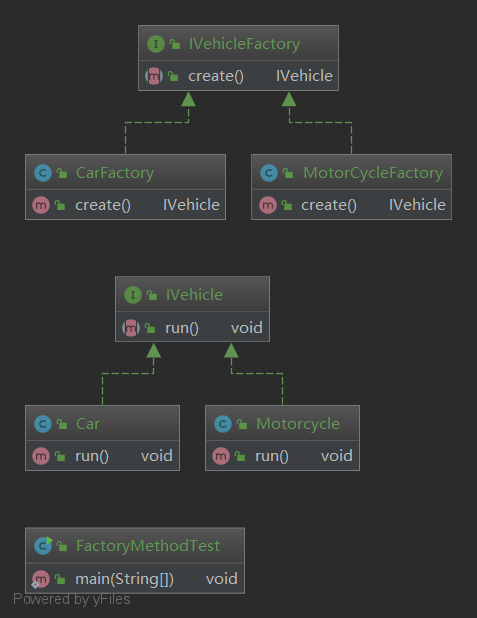 I IVehicleFactory
m create() IVehicle
C CarFactory
m create() IVehicle
C MotorCycleFactory
m create() IVehicle
I IVehicle
m run() void
C Car
m run() void
C Motorcycle
m run() void
C FactoryMethodTest
m main(String[]) void
Powered by yFiles